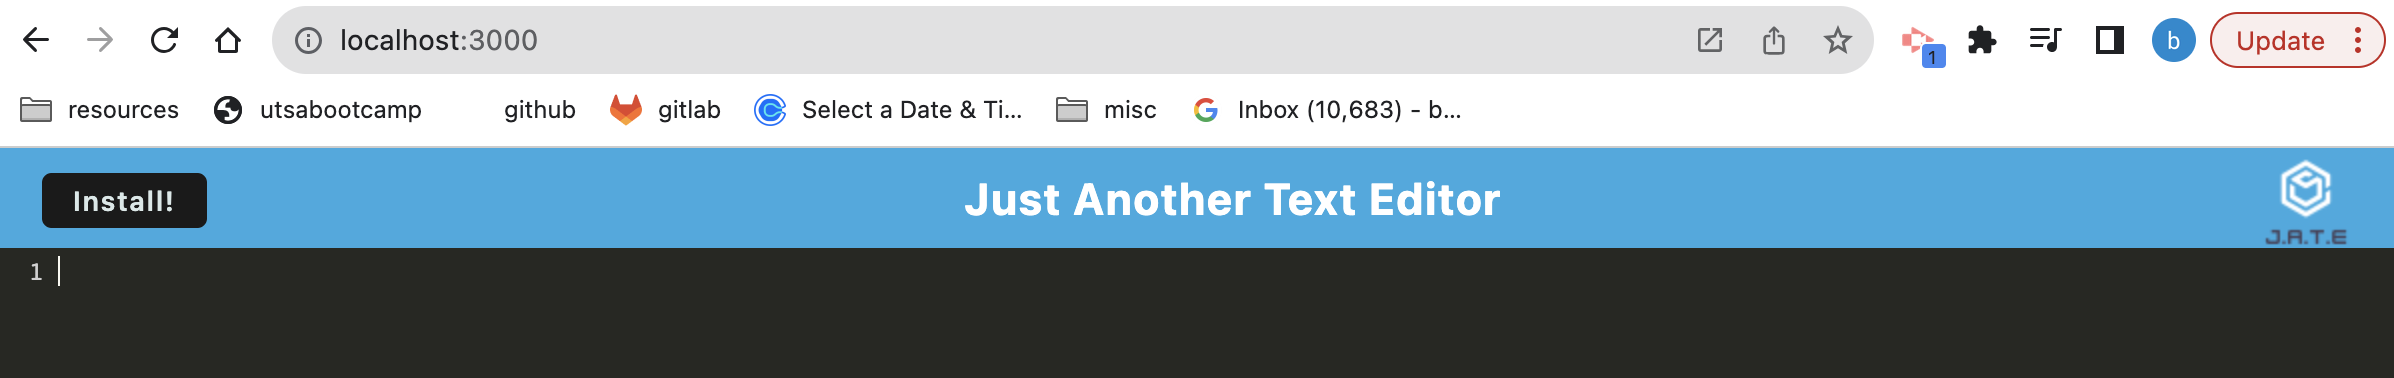 localhost:3000
1
b
Update
resources
utsabootcamp
github
gitlab
Select a Date & Ti...
misc
Inbox (10,683) - b...
Install!
Just Another Text Editor
J.A.T.E
1